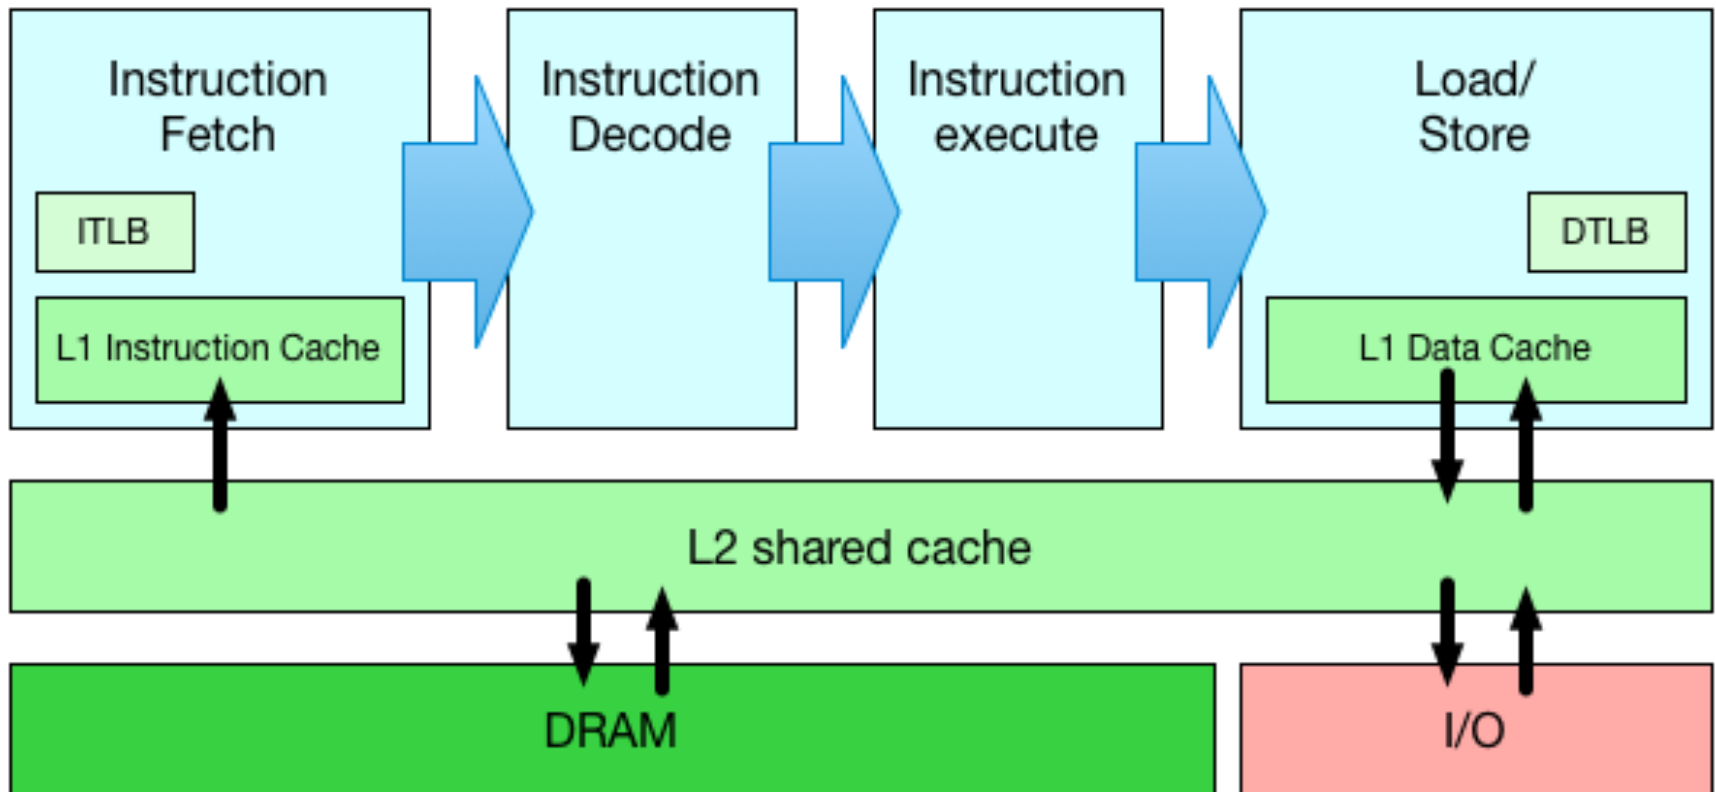 Instruction
Fetch
Instruction
Decode
Instruction
execute
Load/
Store
ITLB
DTLB
L1 Instruction Cache
L1 Data Cache
L2 shared cache
DRAM
I/O